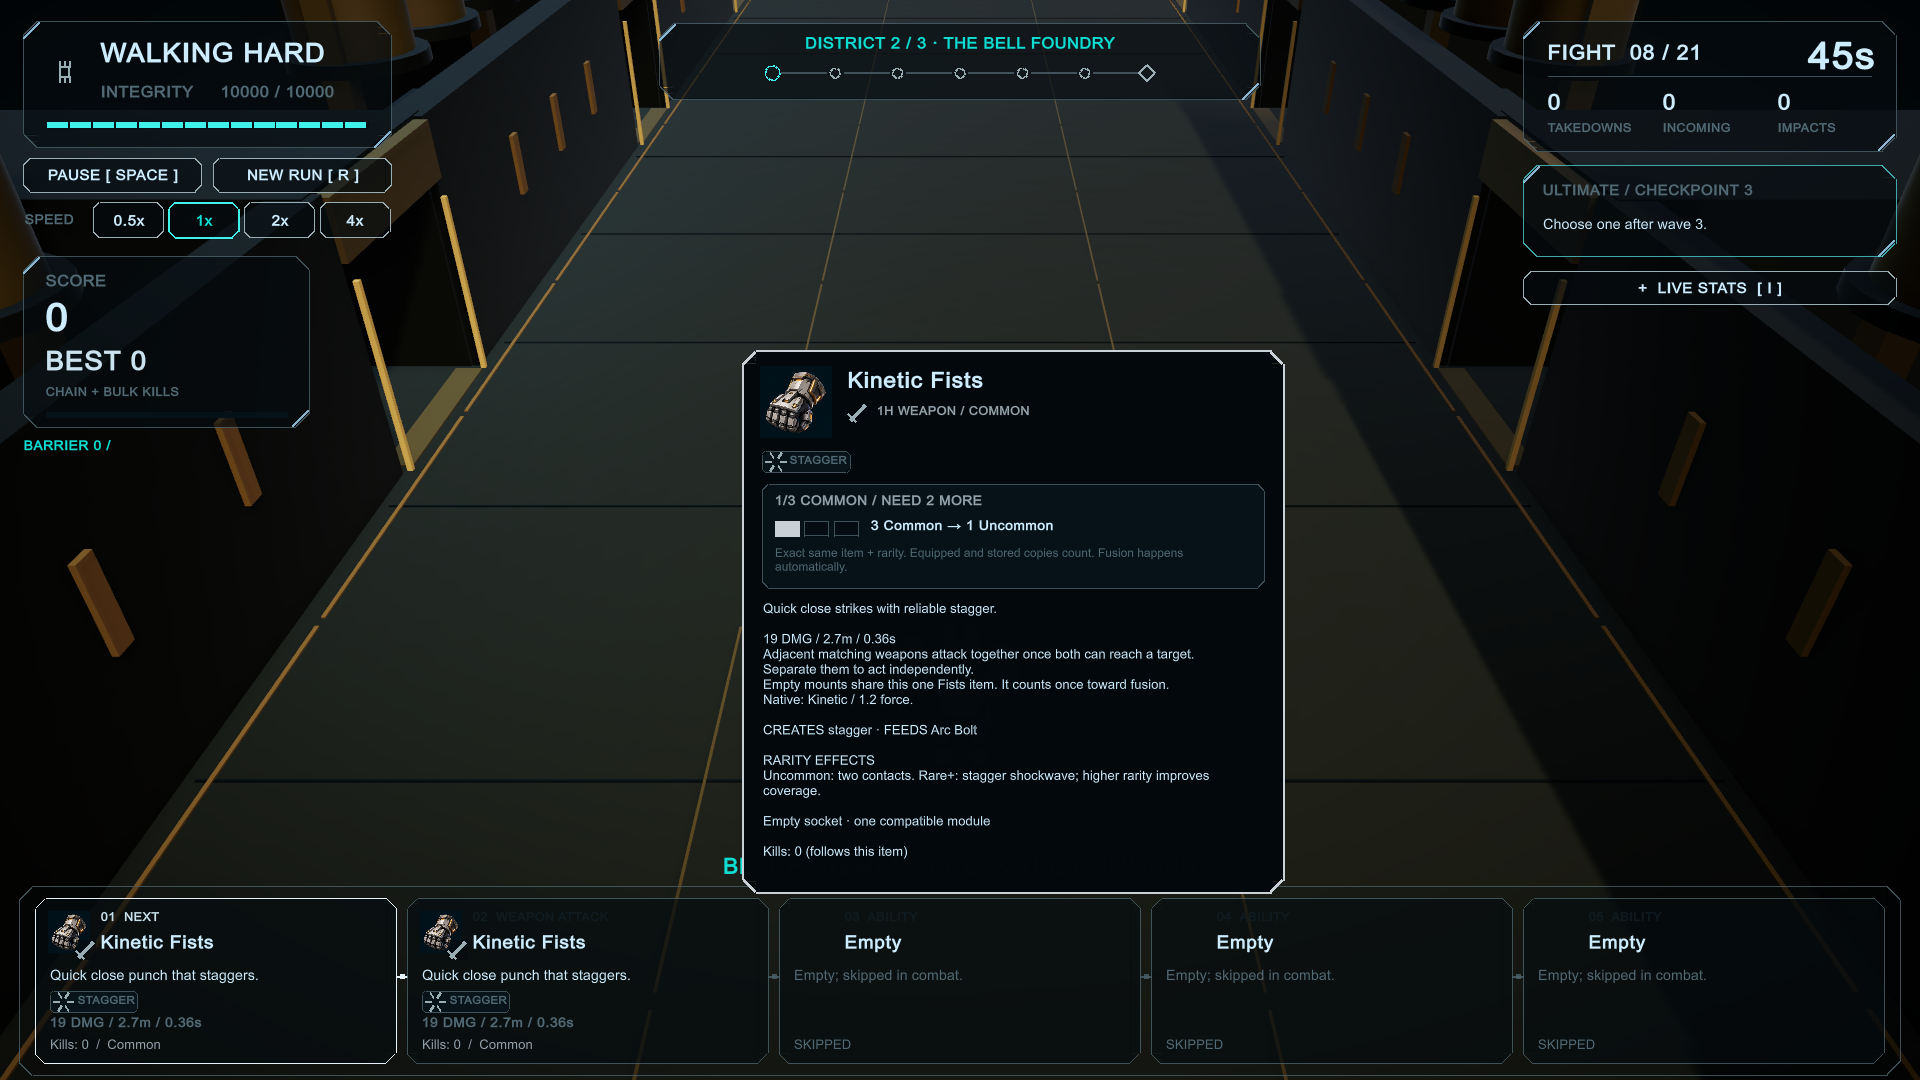 WALKING HARD
INTEGRITY 10000 / 10000
PAUSE [ SPACE ]
NEW RUN [ R ]
SPEED
0.5x
1x
2x
4x
SCORE
0
BEST 0
CHAIN + BULK KILLS
BARRIER 0 /
DISTRICT 2 / 3 · THE BELL FOUNDRY
FIGHT 08 / 21
45s
0
0
0
TAKEDOWNS
INCOMING
IMPACTS
ULTIMATE / CHECKPOINT 3
Choose one after wave 3.
+ LIVE STATS [ I ]
Kinetic Fists
1H WEAPON / COMMON
STAGGER
1/3 COMMON / NEED 2 MORE
3 Common → 1 Uncommon
Exact same item + rarity. Equipped and stored copies count. Fusion happens
automatically.
Quick close strikes with reliable stagger.
19 DMG / 2.7m / 0.36s
Adjacent matching weapons attack together once both can reach a target.
Separate them to act independently.
Empty mounts share this one Fists item. It counts once toward fusion.
Native: Kinetic / 1.2 force.
CREATES stagger · FEEDS Arc Bolt
RARITY EFFECTS
Uncommon: two contacts. Rare+: stagger shockwave; higher rarity improves
coverage.
Empty socket · one compatible module
Kills: 0 (follows this item)
01 NEXT
Kinetic Fists
Quick close punch that staggers.
STAGGER
19 DMG / 2.7m / 0.36s
Kills: 0 / Common
02 WEAPON ATTACK
Kinetic Fists
Quick close punch that staggers.
STAGGER
19 DMG / 2.7m / 0.36s
Kills: 0 / Common
03 ABILITY
Empty
Empty; skipped in combat.
SKIPPED
04 ABILITY
Empty
Empty; skipped in combat.
SKIPPED
05 ABILITY
Empty
Empty; skipped in combat.
SKIPPED